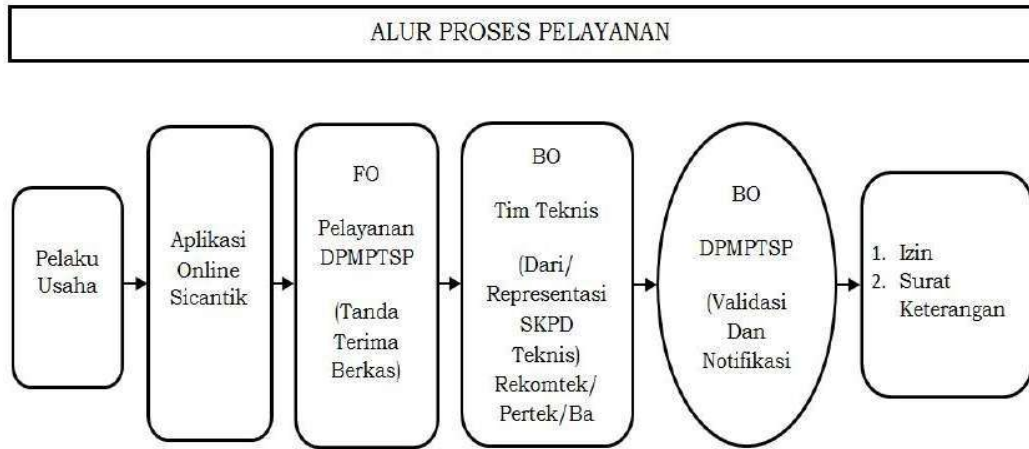 ALUR PROSES PELAYANAN
Pelaku
Usaha
Aplikasi
Online
Sicantik
FO
Pelayanan
DPMPTSP
(Tanda
Terima
Berkas)
BO
Tim Teknis
(Dari/
Representasi
SKPD
Teknis)
Rekomtek/
Pertek/Ba
BO
DPMPTSP
(Validasi
Dan
Notifikasi
1. Izin
2. Surat
Keterangan